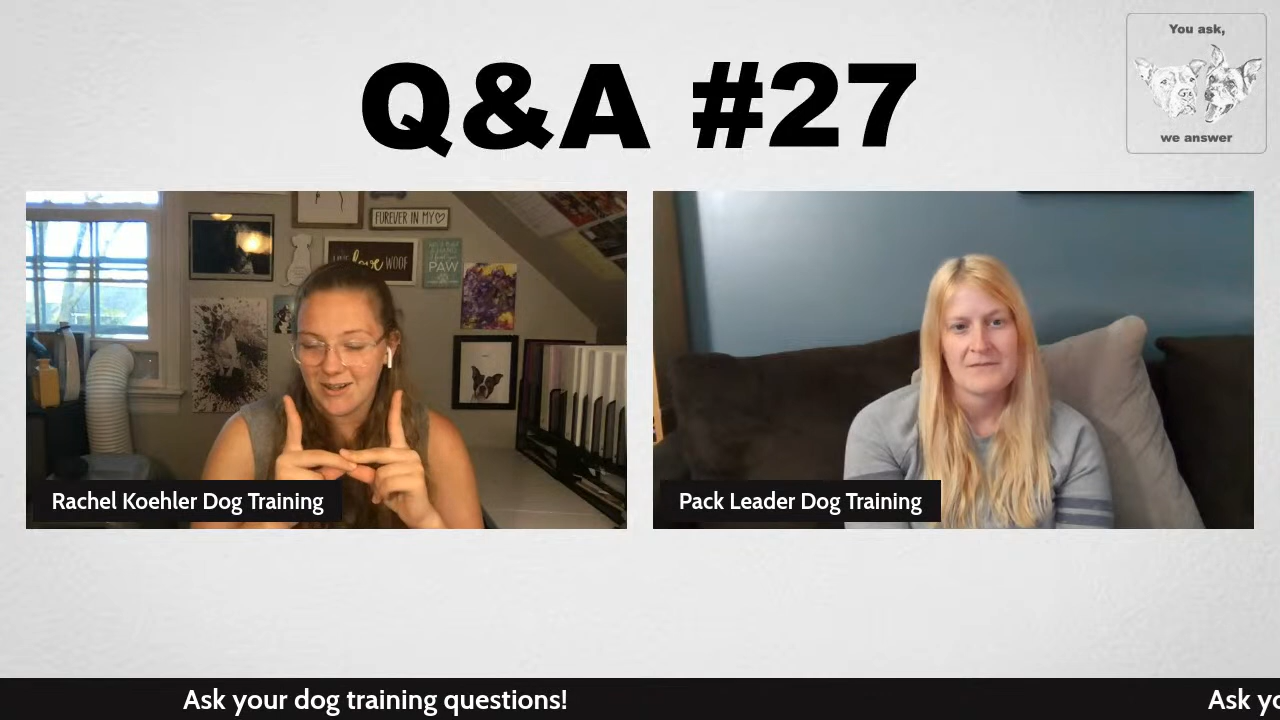 You ask,
Q&A #27
we answer
FUREVER IN MY
love WOOF
PAW
Rachel Koehler Dog Training
Pack Leader Dog Training
Ask your dog training questions!
Ask yo